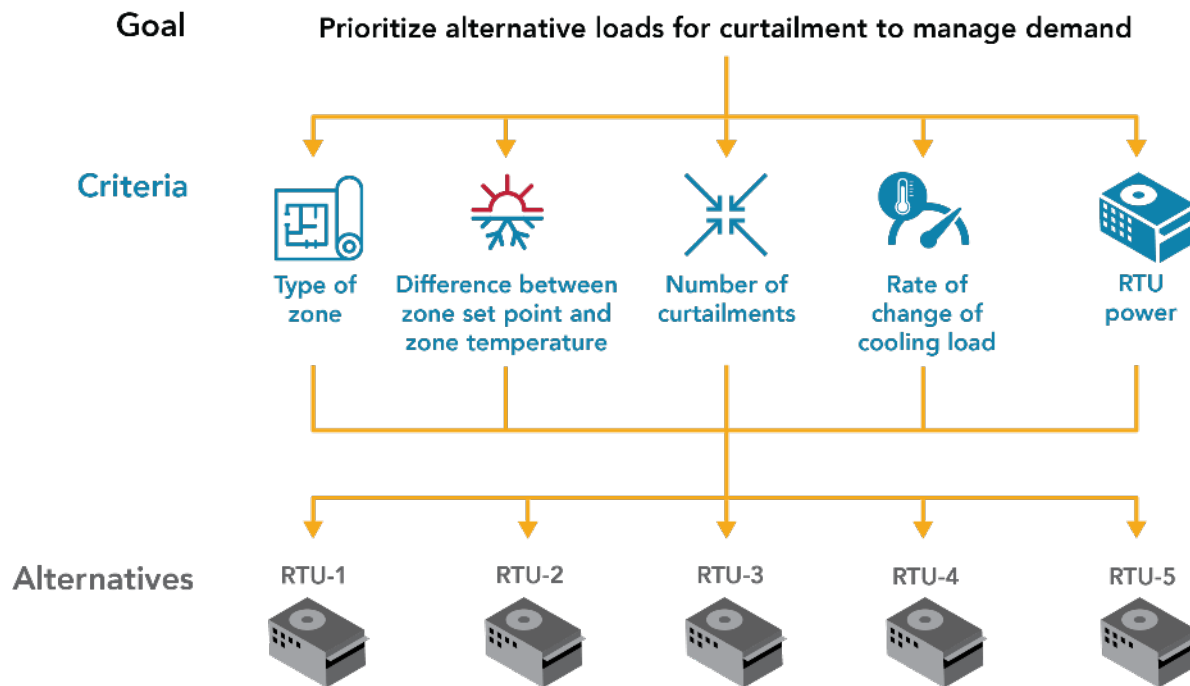 Goal
Prioritize alternative loads for curtailment to manage demand
Criteria
Type of
zone
Difference between
zone set point and
zone temperature
Number of
curtailments
Rate of
change of
cooling load
RTU
power
Alternatives
RTU-1
RTU-2
RTU-3
RTU-4
RTU-5